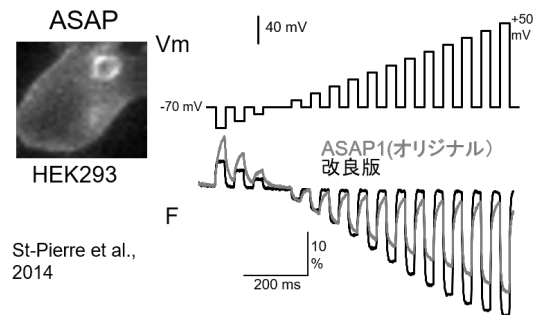 ASAP
HEK293
St-Pierre et al.,
2014
Vm
40 mV
+50
mV
-70 mV
ASAP1(オリジナル)
改良版
F
10
%
200 ms